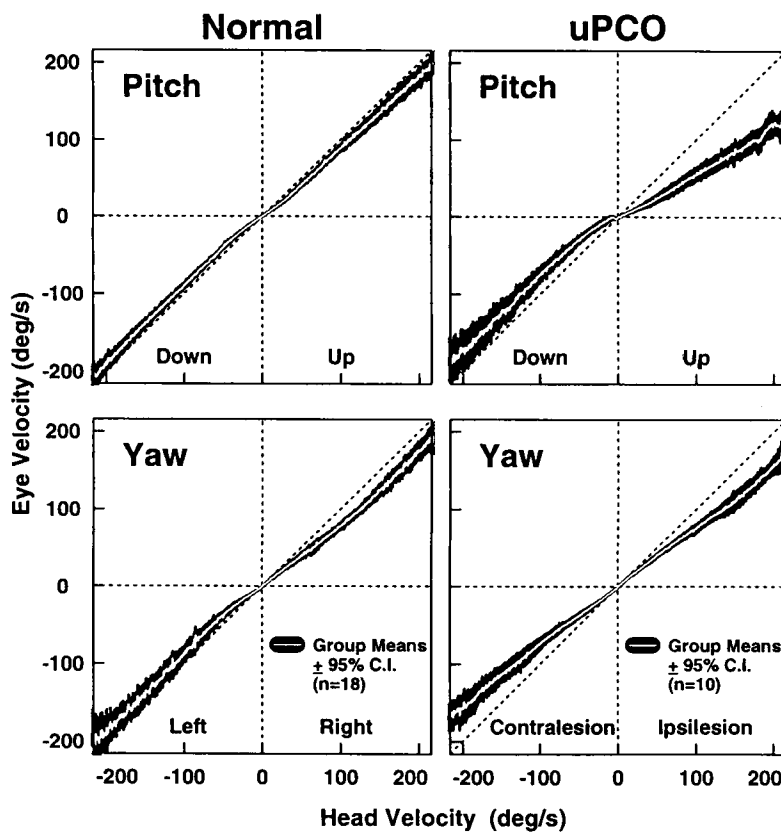 Normal
uPCO
Pitch
Pitch
200
100
0
-100
-200
Down
Up
Down
Up
Eye Velocity (deg/s)
Yaw
Yaw
200
100
0
-100
-200
Group Means
± 95% C.I.
(n=18)
Group Means
± 95% C.I.
(n=10)
Left
Right
Contralesion
Ipsilesion
-200
-100
0
100
200
-200
-100
0
100
200
Head Velocity (deg/s)